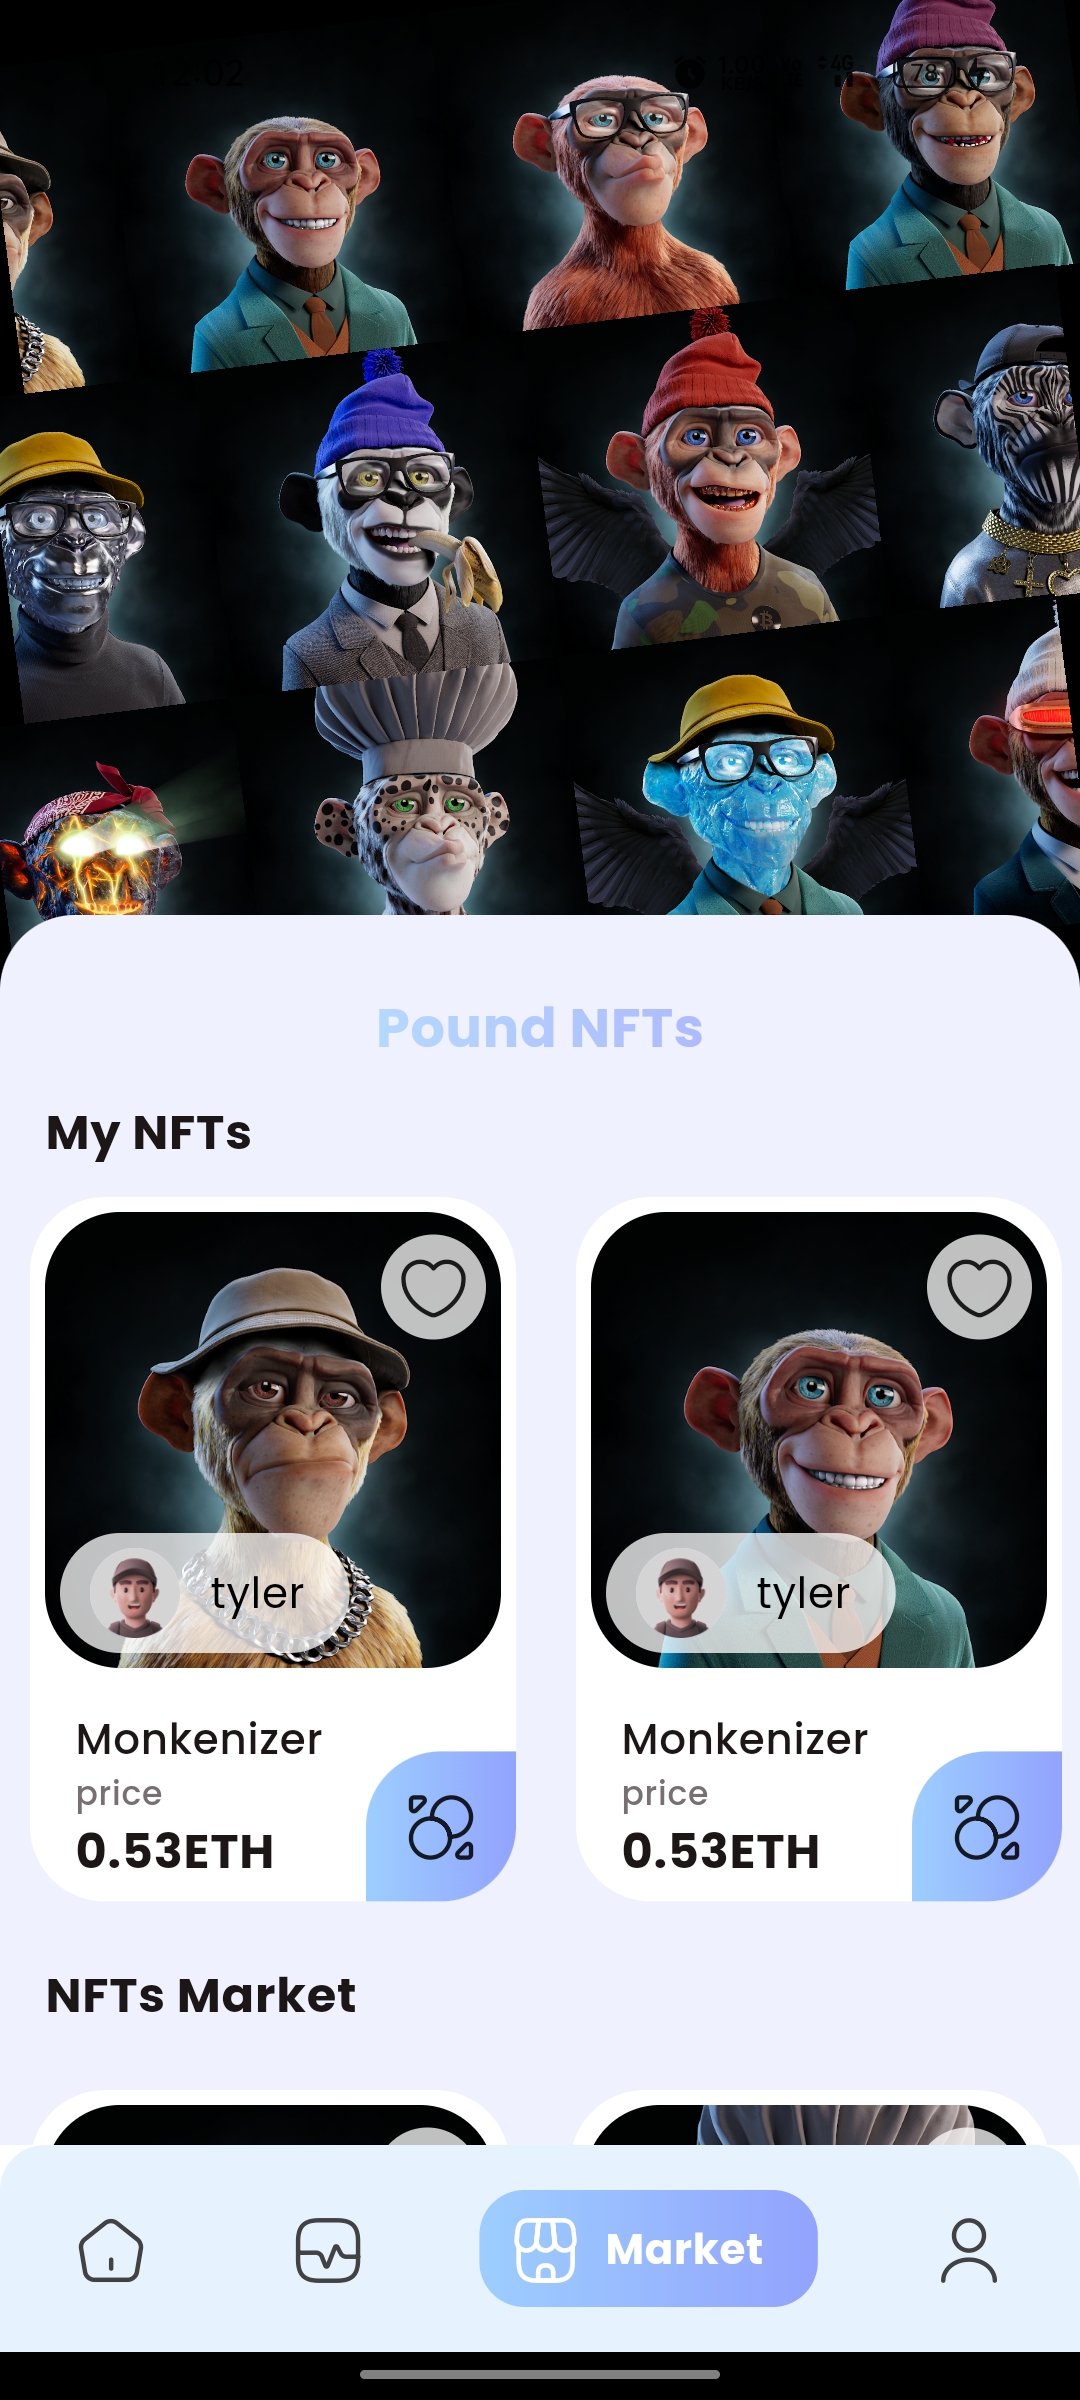 12:02
4G
78
Pound NFTs
My NFTs
tyler
tyler
Monkenizer
Monkenizer
price
price
0.53ETH
0.53ETH
NFTs Market
Market